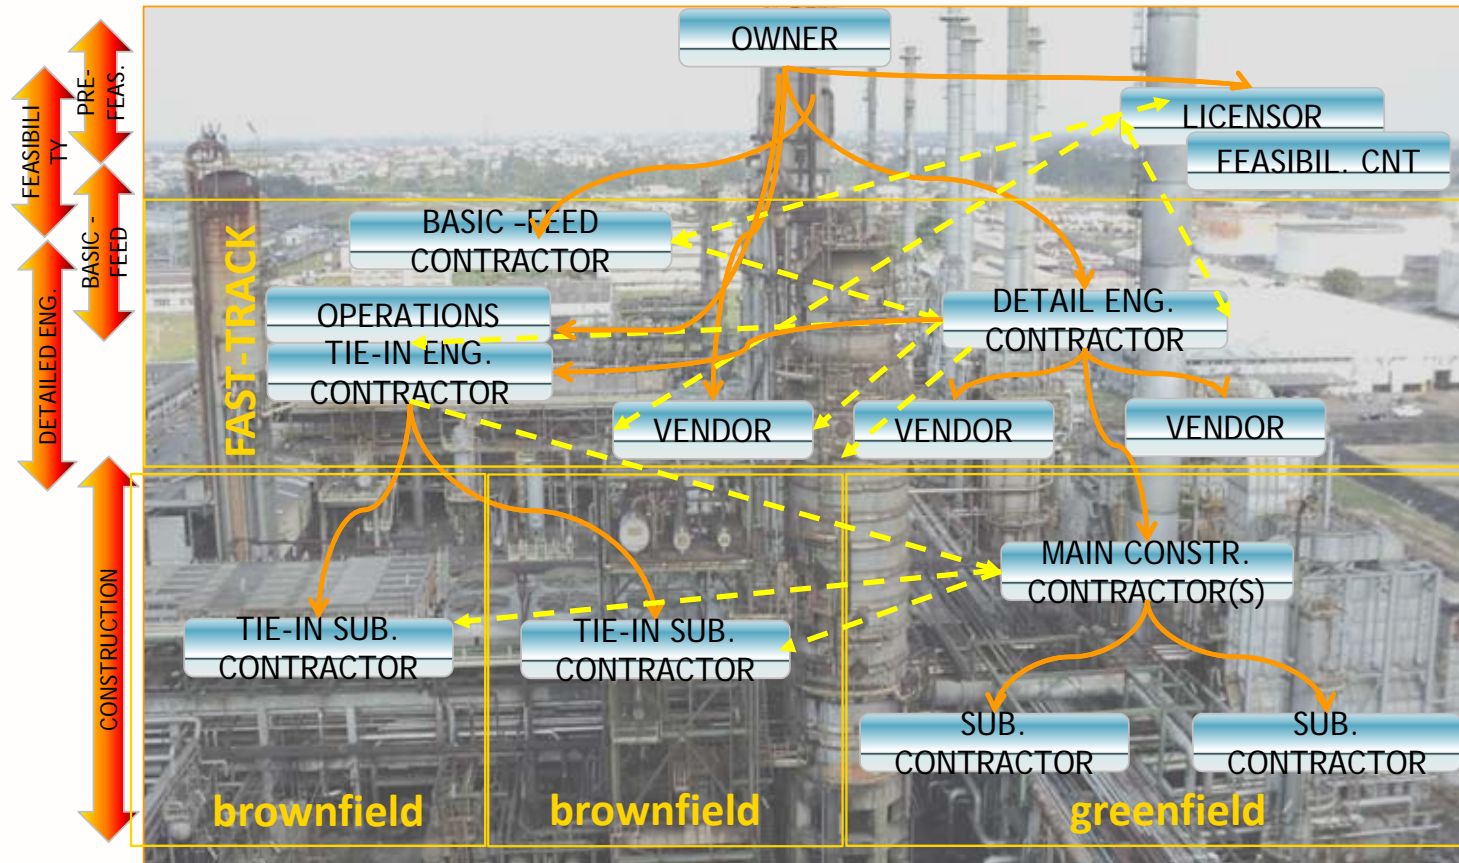 OWNER
PRE-
FEAS.
FEASIBILI
TY
LICENSOR
FEASIBIL. CNT
BASIC -
FEED
BASIC –FEED
CONTRACTOR
FAST-TRACK
DETAILED ENG.
OPERATIONS
TIE-IN ENG.
CONTRACTOR
DETAIL ENG.
CONTRACTOR
VENDOR
VENDOR
VENDOR
CONSTRUCTION
MAIN CONSTR.
CONTRACTOR(S)
TIE-IN SUB.
CONTRACTOR
TIE-IN SUB.
CONTRACTOR
SUB.
CONTRACTOR
SUB.
CONTRACTOR
brownfield
brownfield
greenfield